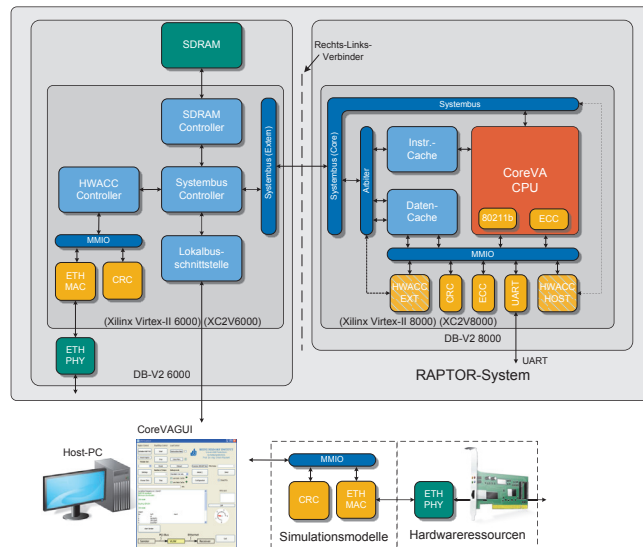 SDRAM
Rechts-Links-
Verbinder
SDRAM
Controller
HWACC
Controller
Systembus
Controller
Systembus (Extern)
MMIO
ETH
MAC
CRC
Lokalbus-
schnittstelle
(Xilinx Virtex-II 6000) (XC2V6000)
ETH
PHY
DB-V2 6000
Systembus
Systembus (Core)
Arbiter
Instr.-
Cache
CoreVA
CPU
Daten-
Cache
80211b
ECC
MMIO
HWACC
EXT
CRC
ECC
UART
HWACC
HOST
(Xilinx Virtex-II 8000) (XC2V8000)
DB-V2 8000
UART
RAPTOR-System
CoreVAGUI
Host-PC
MMIO
CRC
ETH
MAC
ETH
PHY
Simulationsmodelle
Hardwareressourcen